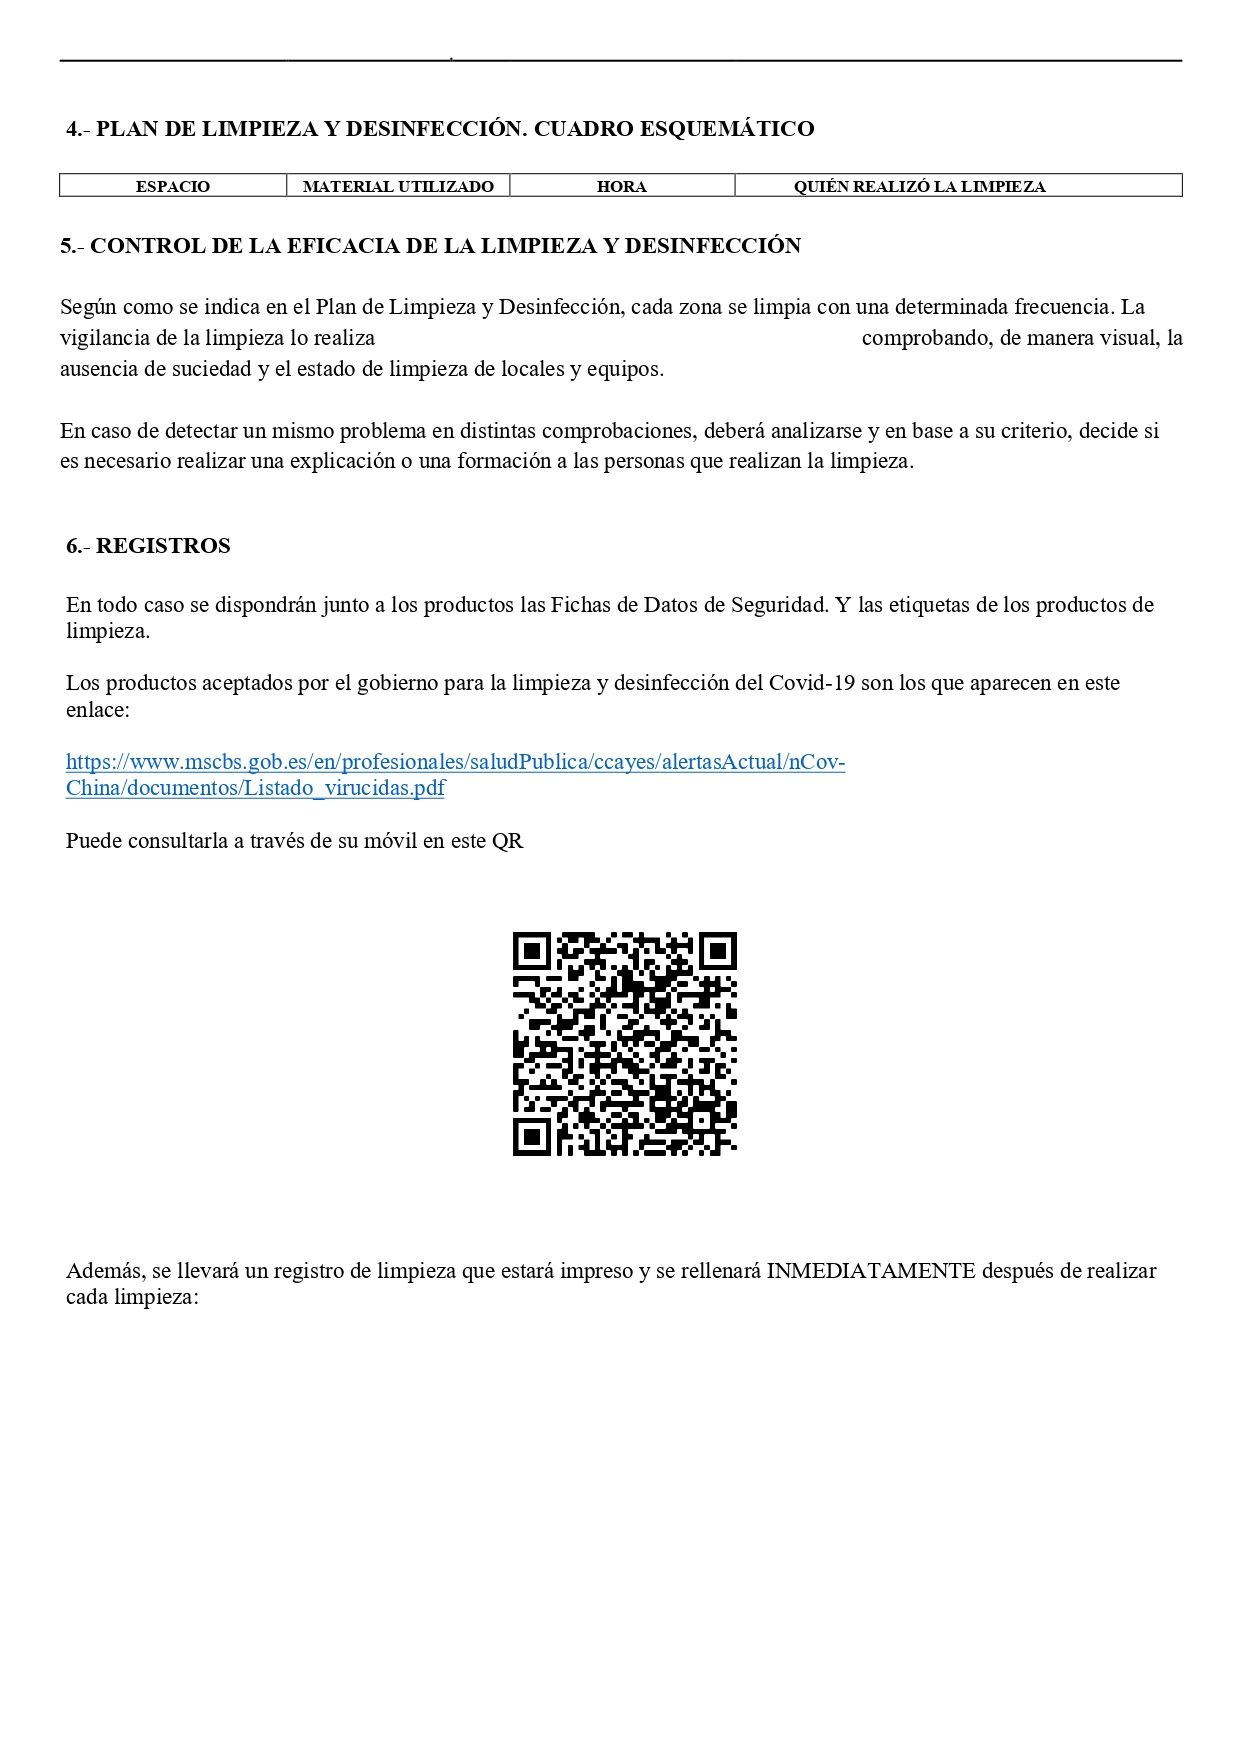 4.- PLAN DE LIMPIEZA Y DESINFECCIÓN. CUADRO ESQUEMÁTICO
ESPACIO MATERIAL UTILIZADO HORA QUIÉN REALIZÓ LA LIMPIEZA
5.- CONTROL DE LA EFICACIA DE LA LIMPIEZA Y DESINFECCIÓN
Según como se indica en el Plan de Limpieza y Desinfección, cada zona se limpia con una determinada frecuencia. La
vigilancia de la limpieza lo realiza comprobando, de manera visual, la
ausencia de suciedad y el estado de limpieza de locales y equipos.
En caso de detectar un mismo problema en distintas comprobaciones, deberá analizarse y en base a su criterio, decide si
es necesario realizar una explicación o una formación a las personas que realizan la limpieza.
6.- REGISTROS
En todo caso se dispondrán junto a los productos las Fichas de Datos de Seguridad. Y las etiquetas de los productos de
limpieza.
Los productos aceptados por el gobierno para la limpieza y desinfección del Covid-19 son los que aparecen en este
enlace:
https://www.mscbs.gob.es/en/profesionales/saludPublica/ccayes/alertasActual/nCov-
China/documentos/Listado_virucidas.pdf
Puede consultarla a través de su móvil en este QR
Además, se llevará un registro de limpieza que estará impreso y se rellenará INMEDIATAMENTE después de realizar
cada limpieza: